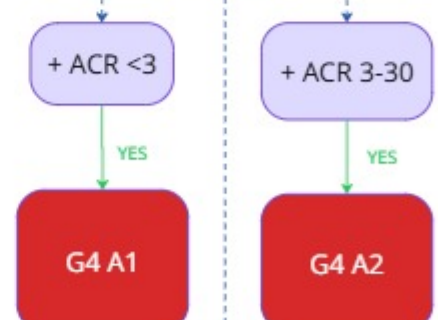 + ACR <3
+ ACR 3-30
YES
YES
G4 A1
G4 A2